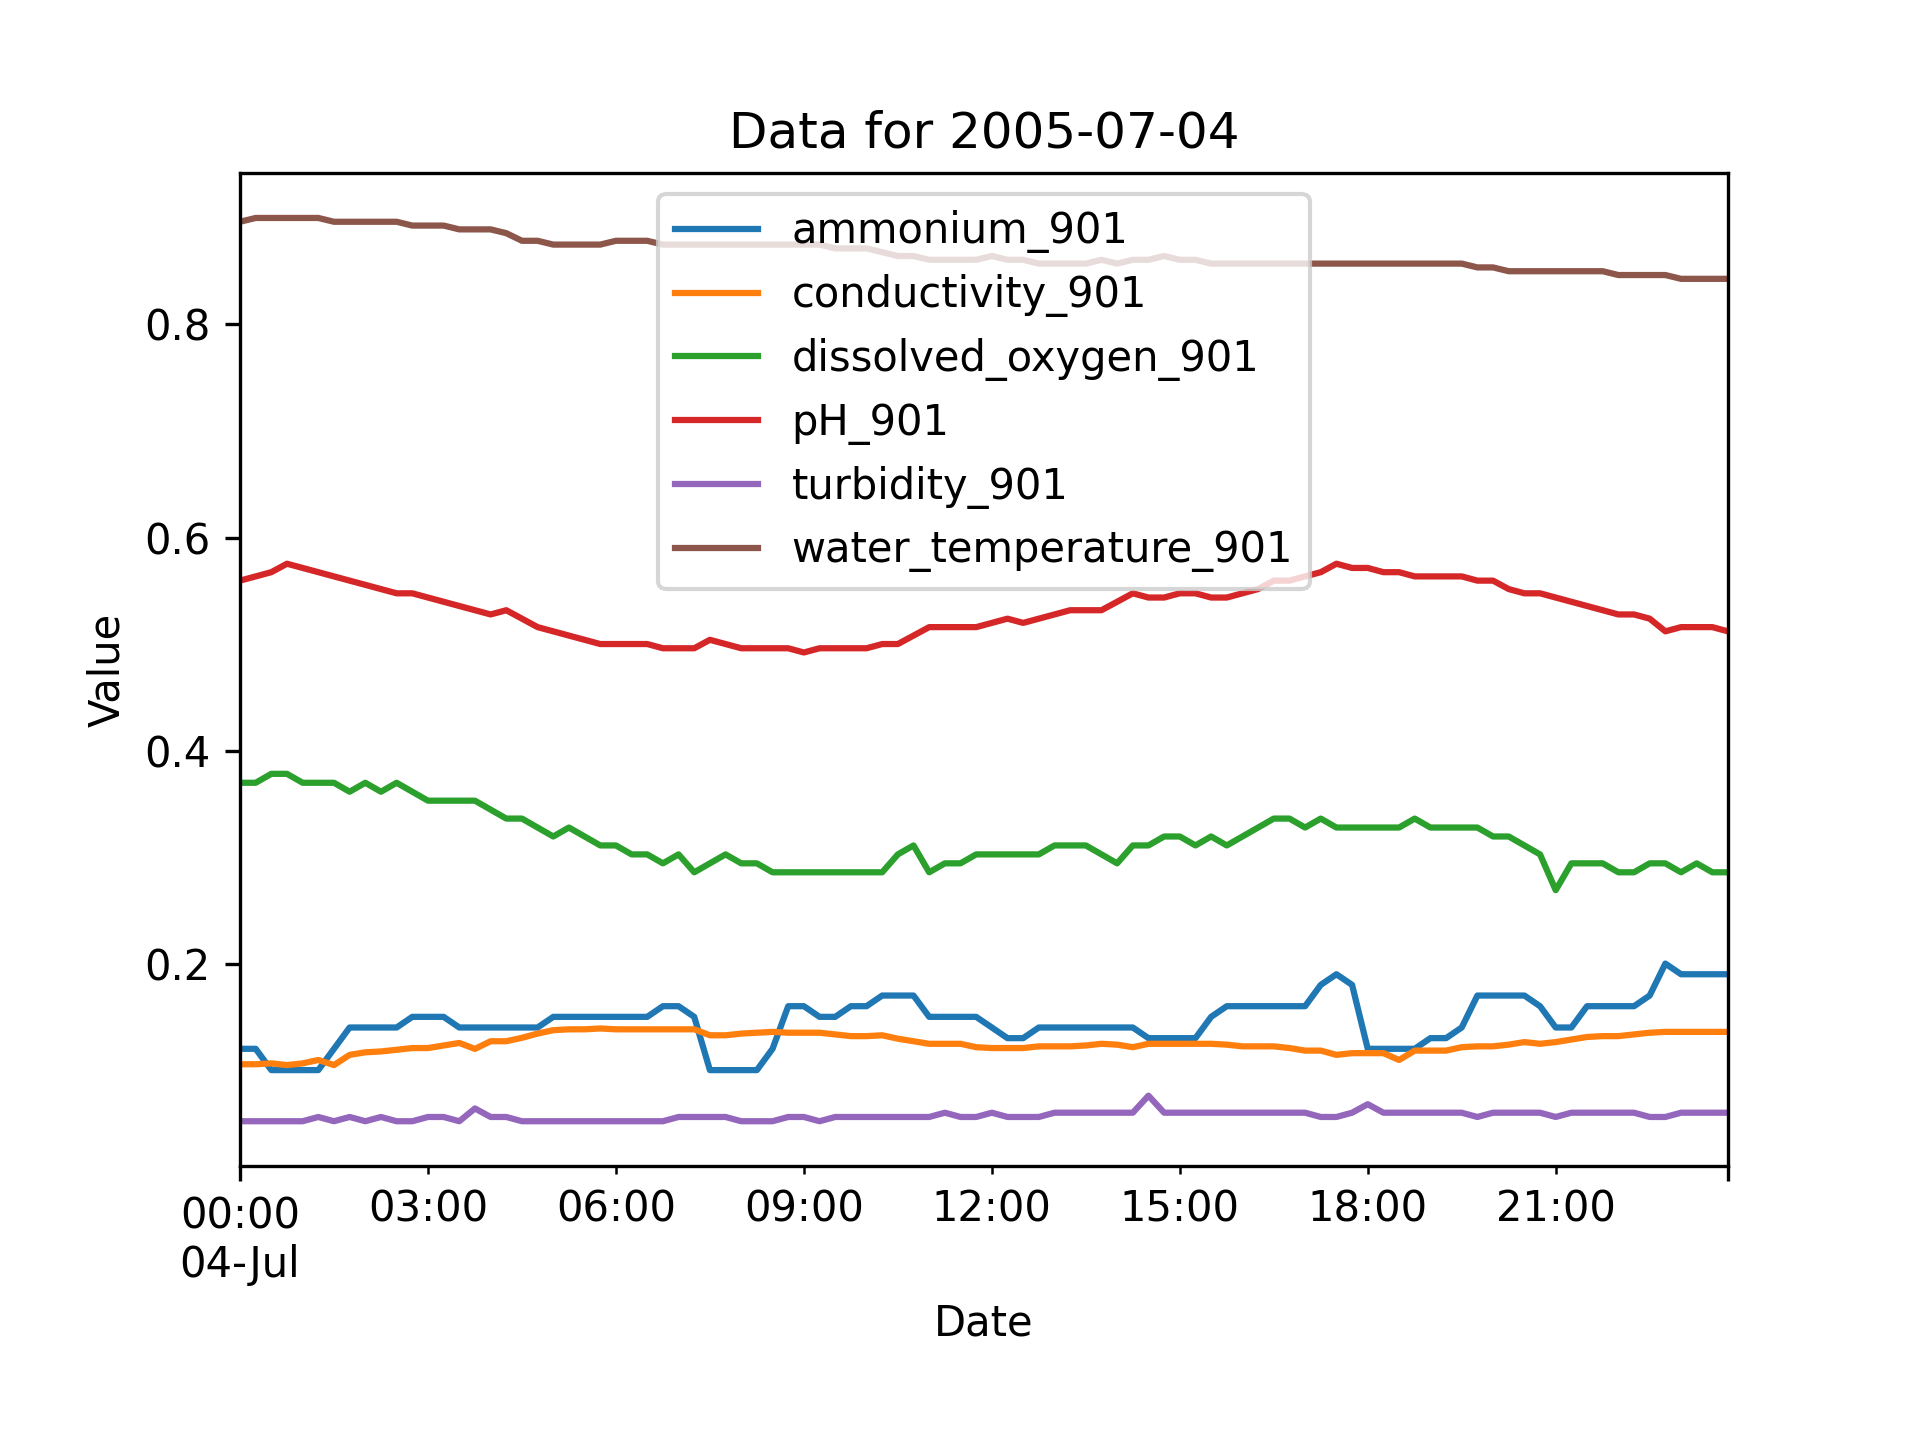 Data for 2005-07-04
ammonium_901
conductivity_901
dissolved_oxygen_901
pH_901
turbidity_901
water_temperature_901
0.8
0.6
0.4
0.2
Value
00:00 03:00 06:00 09:00 12:00 15:00 18:00 21:00
04-Jul
Date